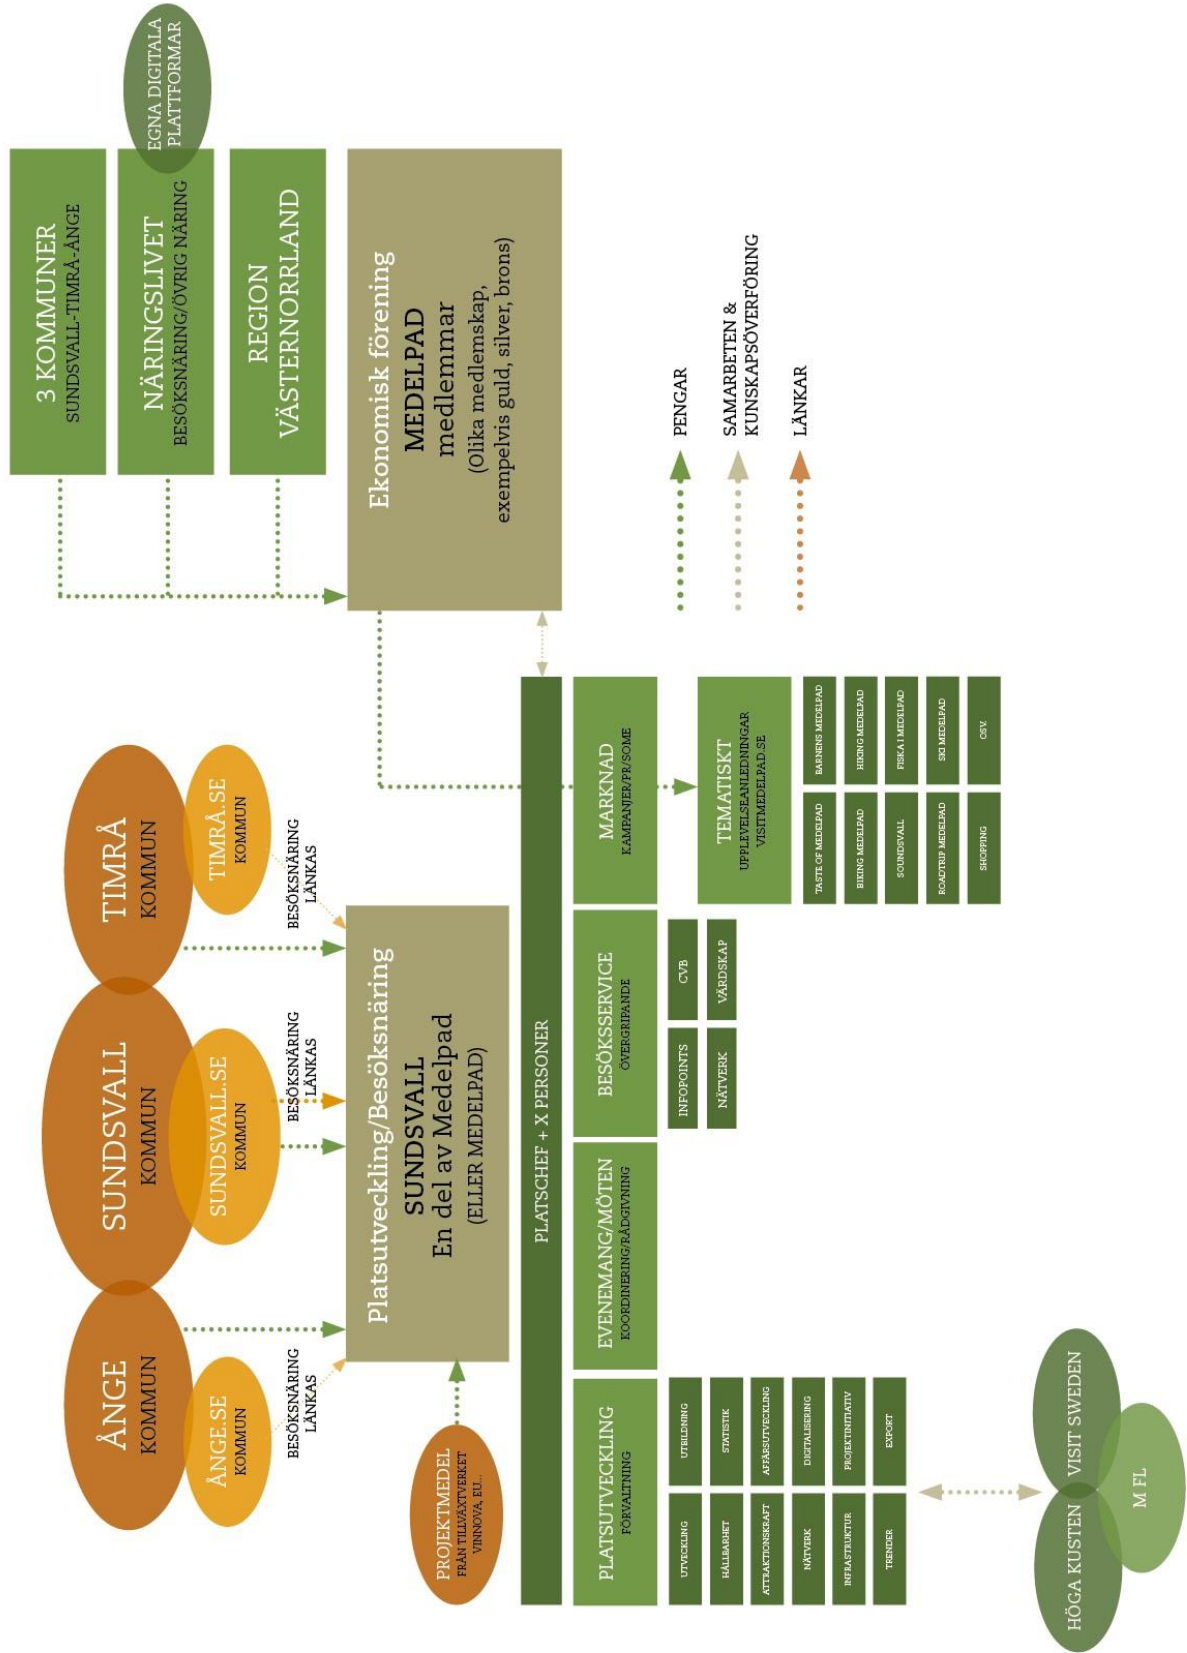 ÅNGE
KOMMUN
SUNDSVALL
KOMMUN
TIMRÅ
KOMMUN
ÅNGE.SE
KOMMUN
SUNDSVALL.SE
KOMMUN
TIMRÅ.SE
KOMMUN
BESÖKSNÄRING
LÄNKAS
BESÖKSNÄRING
LÄNKAS
BESÖKSNÄRING
LÄNKAS
3 KOMMUNER
SUNDSVALL-TIMRÅ-ÅNGE
NÄRINGSLIVET
BESÖKSNÄRING/ÖVRIG NÄRING
EGNA DIGITALA
PLATTFORMAR
REGION
VÄSTERNORRLAND
PROJEKTMEDEL
FRÅN TILLVÄXTVERKET
VINNOVA, EU...
Platsutveckling/Besöksnäring
SUNDSVALL
En del av Medelpad
(ELLER MEDELPAD)
Ekonomisk förening
MEDELPAD
medlemmar
(Olika medlemskap,
exempelvis guld, silver, brons)
PLATSCHEF + X PERSONER
PLATSUTVECKLING
FÖRVALTNING
UTVECKLING
UTBILDNING
HÅLLBARHET
STATISTIK
ATTRAKTIONSKRAFT
AFFÄRSUTVECKLING
NÄTVERK
DIGITALISERING
INFRASTRUKTUR
PROJEKTINITIATIV
TRENDER
EXPORT
EVENEMANG/MÖTEN
KOORDINERING/RÅDGIVNING
BESÖKSSERVICE
ÖVERGRIPANDE
INFOPOINTS
CVB
NÄTVERK
VÄRDSKAP
MARKNAD
KAMPANJER/PR/SOME
TEMATISKT
UPPLEVELSEANLEDNINGAR
VISITMEDELPAD.SE
TASTE OF MEDELPAD
BARNENS MEDELPAD
BIKING MEDELPAD
HIKING MEDELPAD
SOUNDSVALL
FISKA I MEDELPAD
ROADTRIP MEDELPAD
SKI MEDELPAD
SHOPPING
OSV.
PENGAR
SAMARBETEN &
KUNSKAPSÖVERFÖRING
LÄNKAR
HÖGA KUSTEN
VISIT SWEDEN
M FL